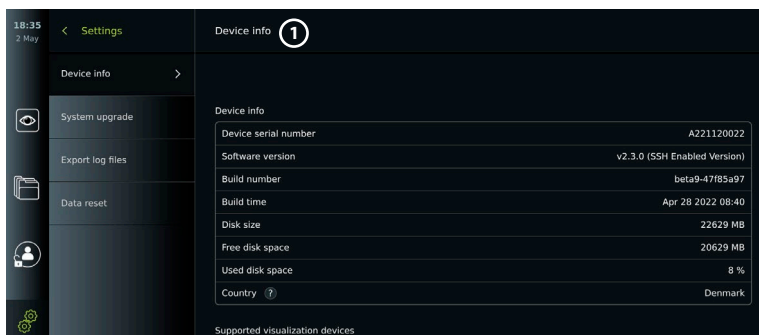 18:35
2 May
Settings
Device info
1
Device info
System upgrade
Export log files
Data reset
Device info
Device serial number A221120022
Software version v2.3.0 (SSH Enabled Version)
Build number beta9-47f85a97
Build time Apr 28 2022 08:40
Disk size 22629 MB
Free disk space 20629 MB
Used disk space 8 %
Country ? Denmark
Supported visualization devices